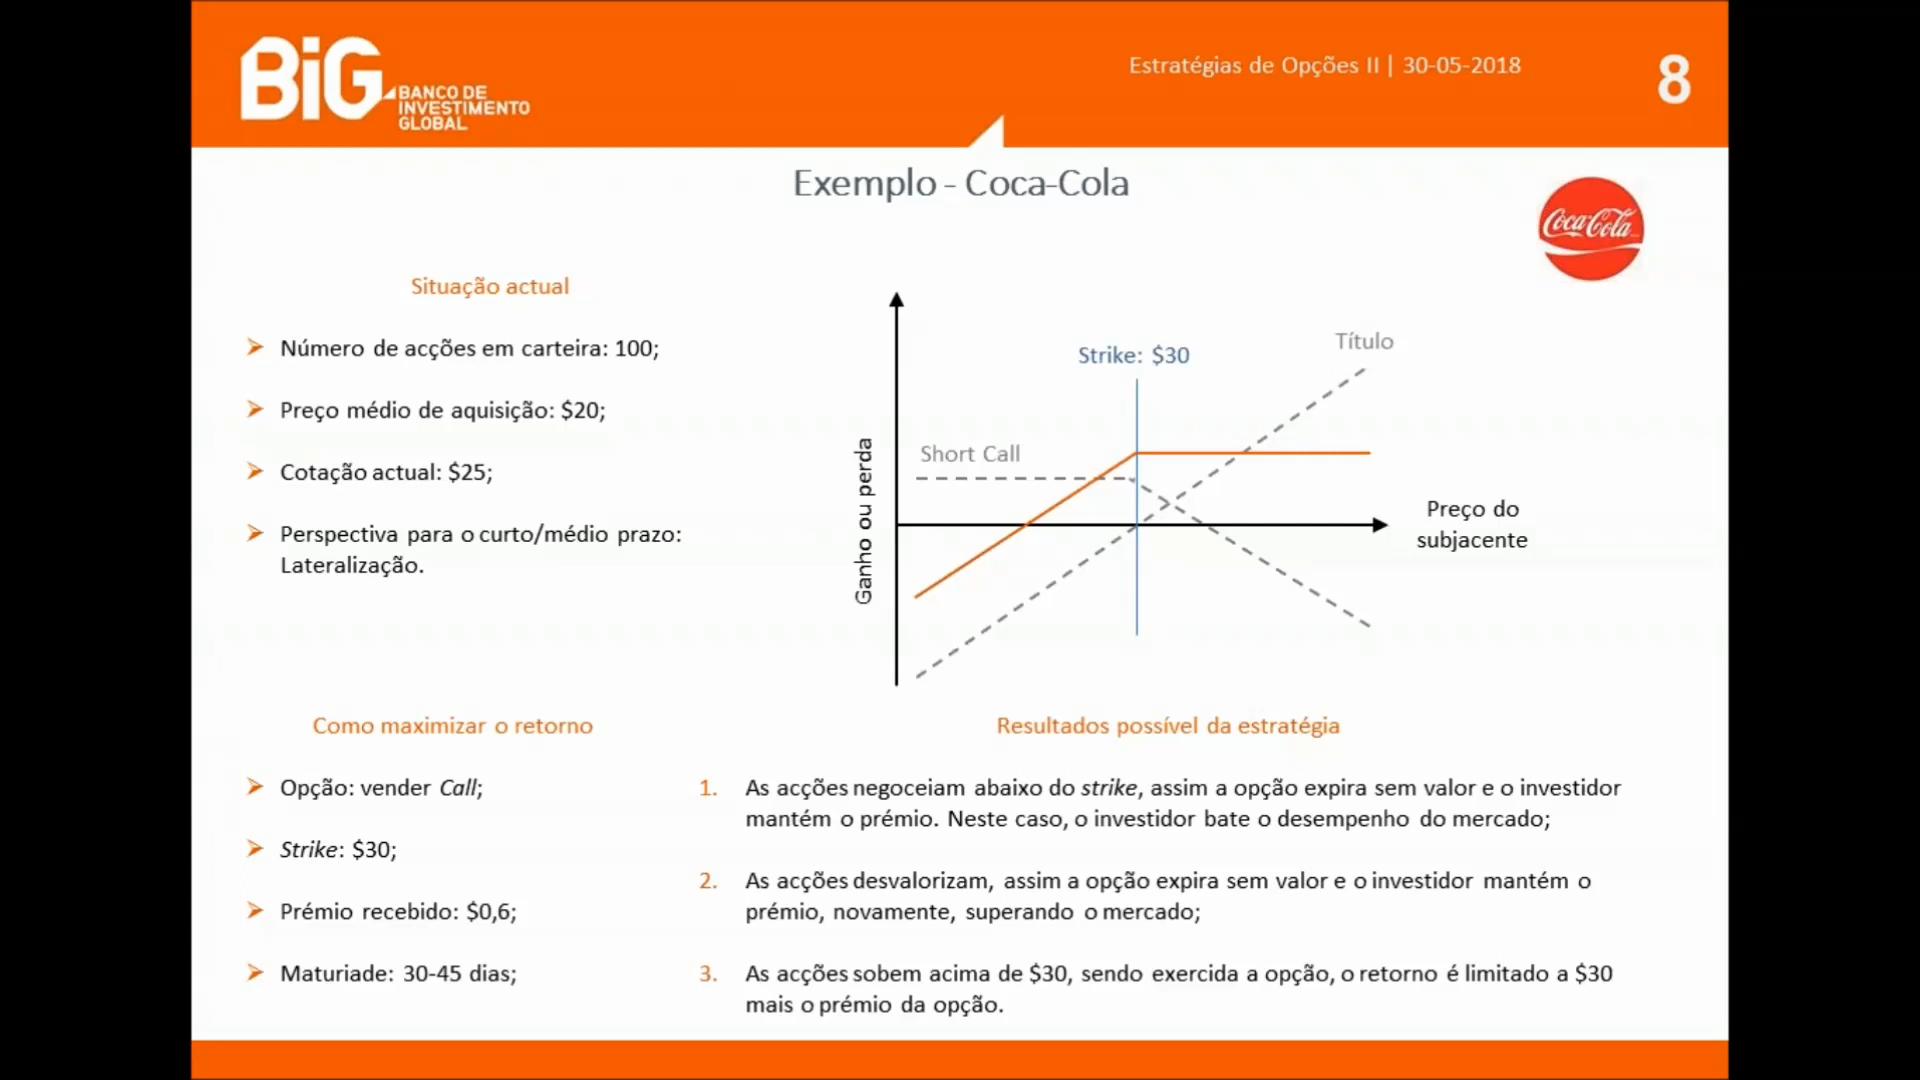 BiG
BANCO DE
INVESTIMENTO
GLOBAL
Estratégias de Opções II | 30-05-2018
8
Exemplo - Coca-Cola
Coca-Cola
Situação actual
Número de acções em carteira: 100;
Preço médio de aquisição: $20;
Cotação actual: $25;
Perspectiva para o curto/médio prazo:
Lateralização.
Strike: $30
Título
Short Call
Ganho ou perda
Preço do
subjacente
Como maximizar o retorno
Opção: vender Call;
Strike: $30;
Prémio recebido: $0,6;
Maturiade: 30-45 dias;
Resultados possível da estratégia
1. As acções negoceiam abaixo do strike, assim a opção expira sem valor e o investidor
mantém o prémio. Neste caso, o investidor bate o desempenho do mercado;
2. As acções desvalorizam, assim a opção expira sem valor e o investidor mantém o
prémio, novamente, superando o mercado;
3. As acções sobem acima de $30, sendo exercida a opção, o retorno é limitado a $30
mais o prémio da opção.